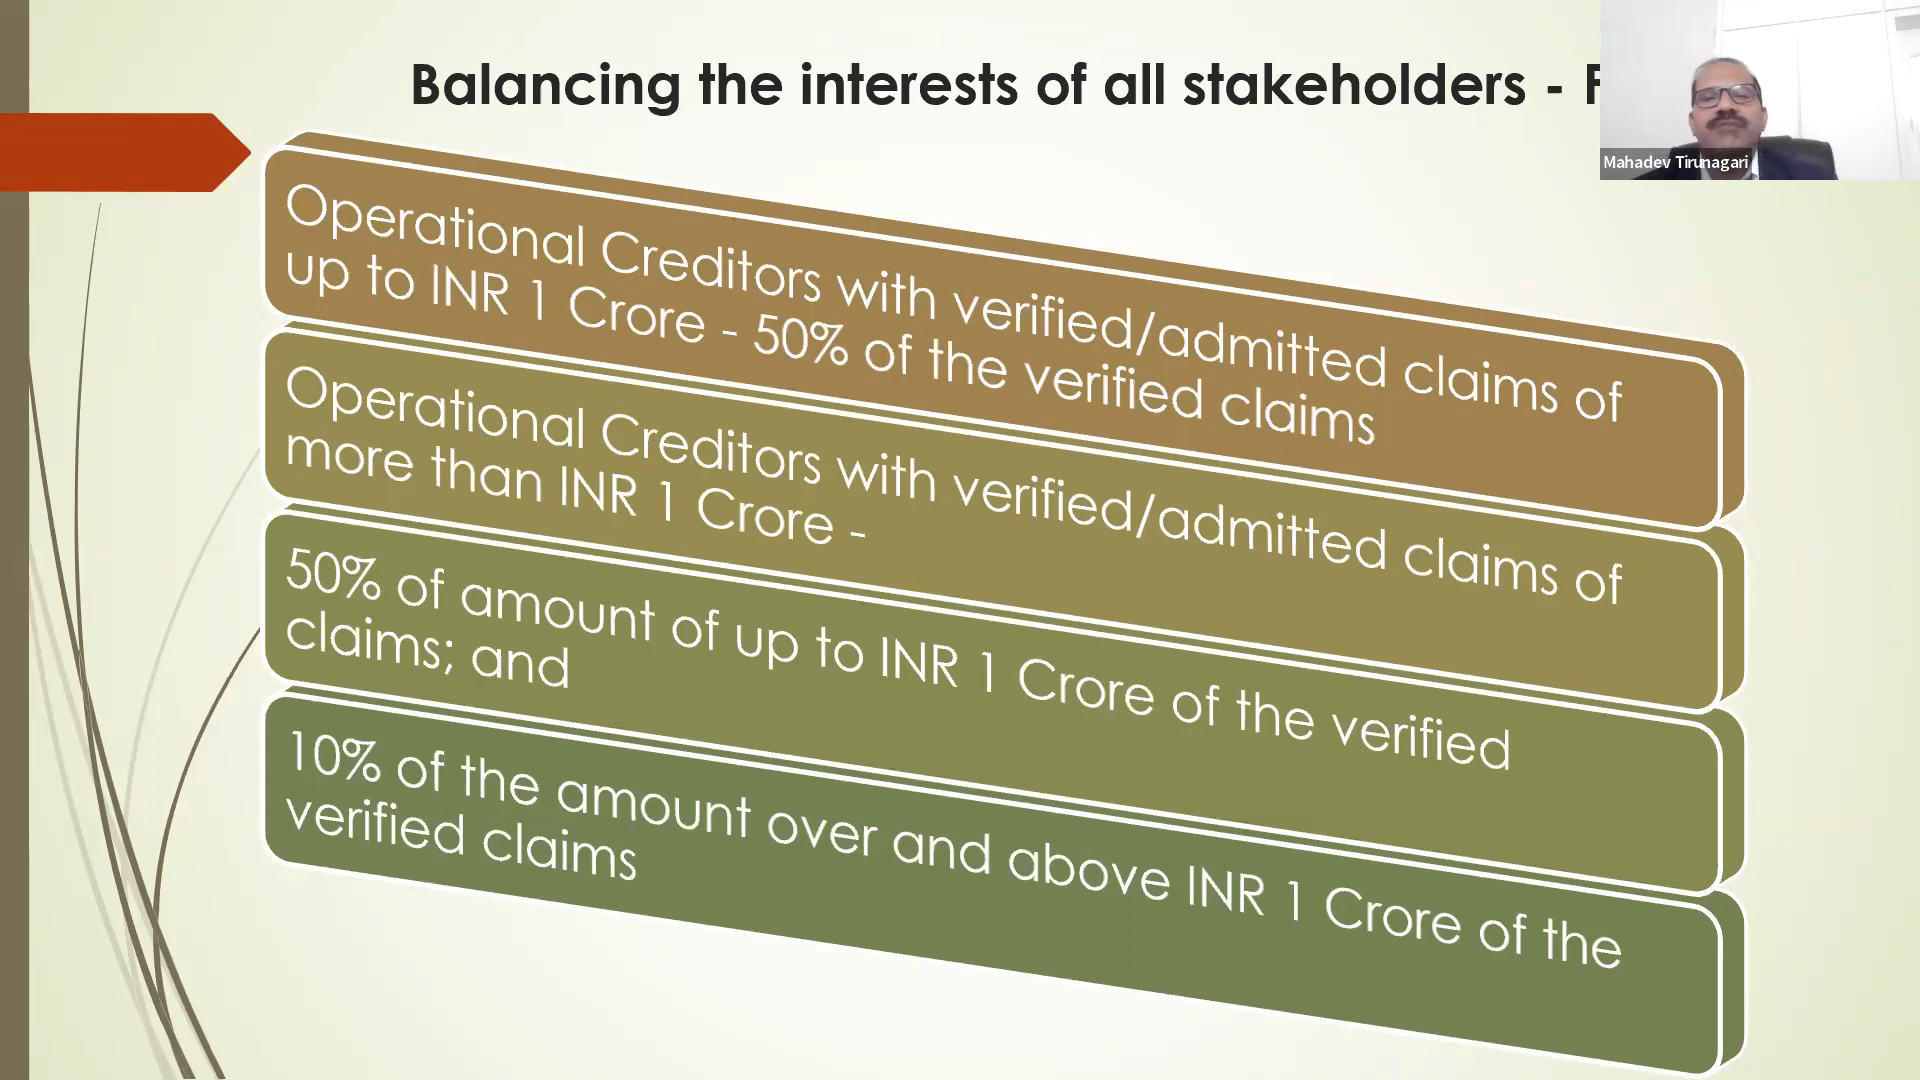 Balancing the interests of all stakeholders -
Mahadev Tirunagari
Operational Creditors with verified/admitted claims of
up to INR 1 Crore - 50% of the verified claims
Operational Creditors with verified/admitted claims of
more than INR 1 Crore -
50% of amount of up to INR 1 Crore of the verified
claims; and
10% of the amount over and above INR 1 Crore of the
verified claims